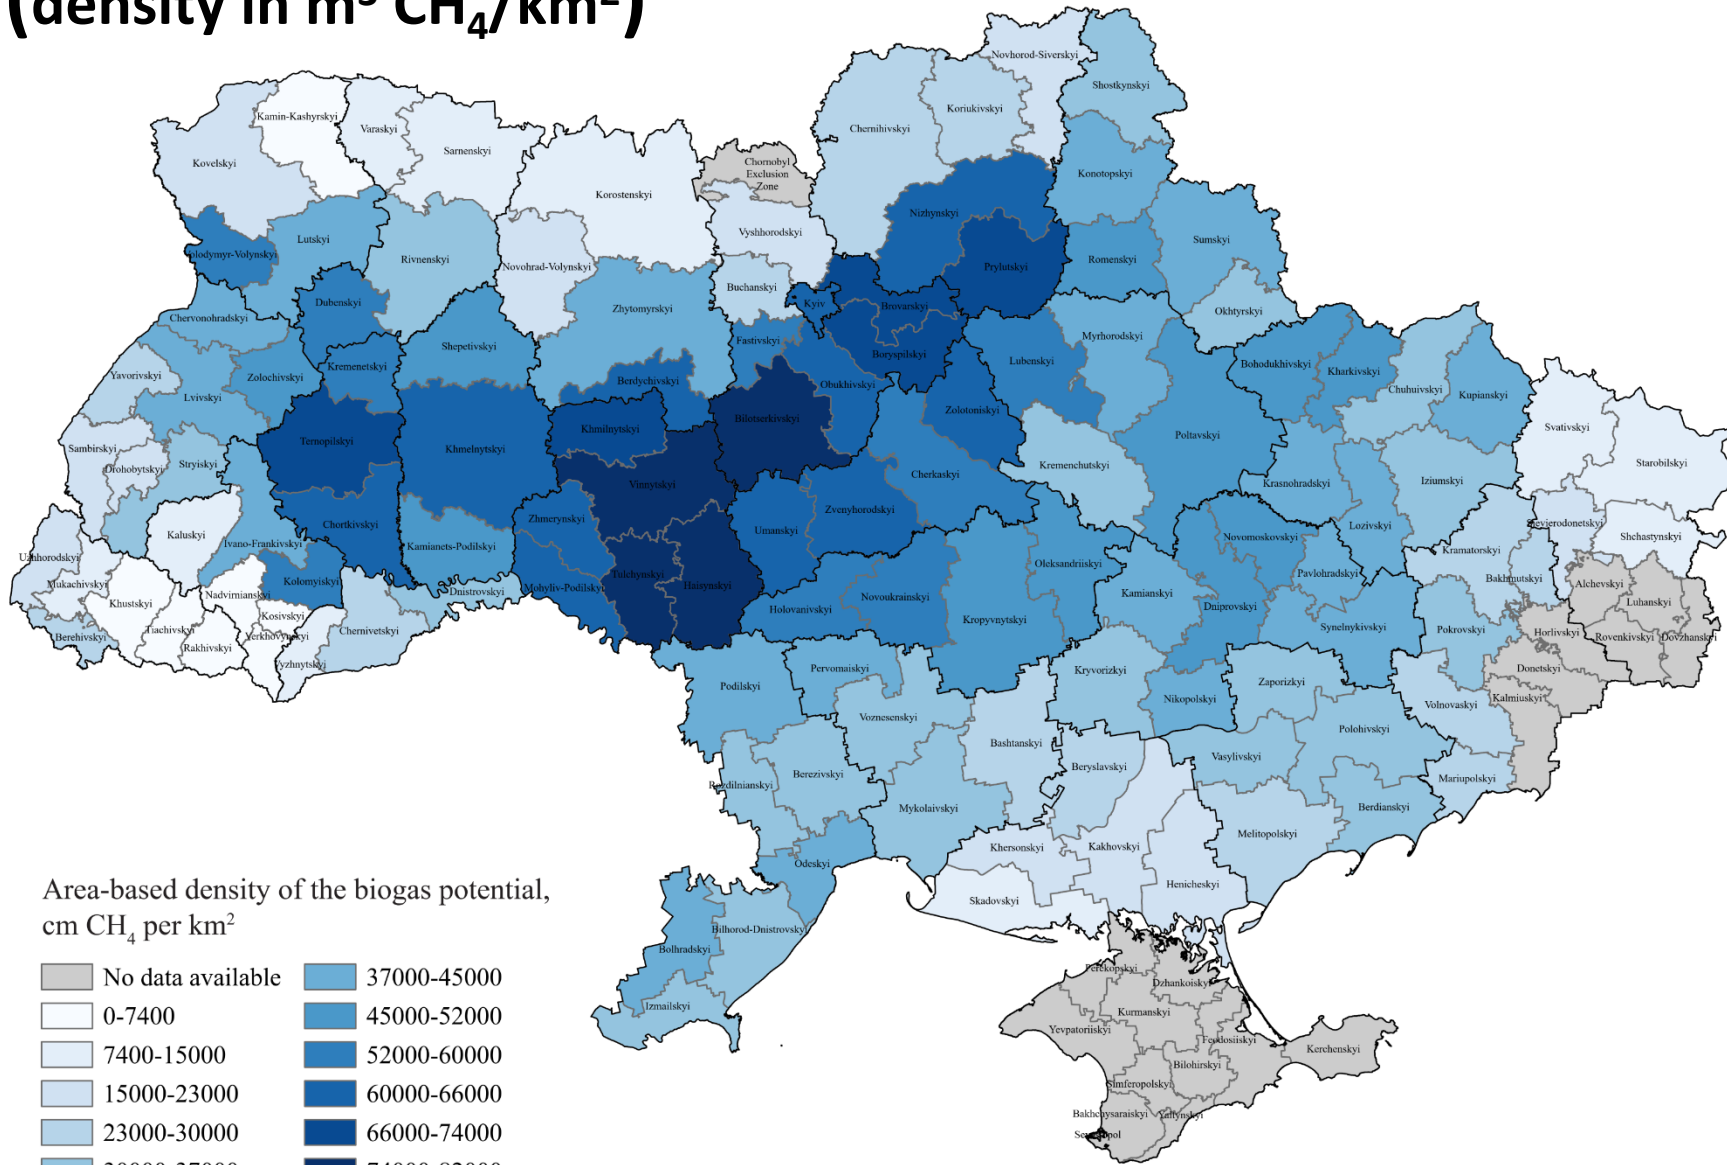 (density in m³ CH₄/km²)
Novhorod-Siverskyi
Shostkynskyi
Koriukivskyi
Chernihivskyi
Kamin-Kashyrskyi
Varaskyi
Sarnenskyi
Kovelskyi
Korostenskyi
Chornobyl
Exclusion
Zone
Konotopskyi
Nizhynskyi
Vyshhorodskyi
Lutskyi
Sumskyi
Volodymyr-Volynskyi
Rivnenskyi
Novohrad-Volynskyi
Romenskyi
Prylutskyi
Buchanskyi
Dubenskyi
Kyiv
Brovarskyi
Zhytomyrskyi
Okhtyrskyi
Chervonohradskyi
Myrhorodskyi
Fastivskyi
Shepetivskyi
Boryspilskyi
Lubenskyi
Kremenetskyi
Bohodukhivskyi
Kharkivskyi
Yavorivskyi
Zolochivskyi
Berdychivskyi
Obukhivskyi
Chuhuivskyi
Kupianskyi
Lvivskyi
Zolotoniskyi
Bilotserkivskyi
Khmilnytskyi
Svativskyi
Ternopilskyi
Poltavskyi
Sambirskyi
Khmelnytskyi
Drohobytskyi
Stryiskyi
Kremenchutskyi
Starobilskyi
Cherkaskyi
Iziumskyi
Krasnohradskyi
Vinnytskyi
Zvenyhorodskyi
Zhmerynskyi
Chortkivskyi
Umanskyi
Lozivskyi
Sievierodonetskyi
Kaluskyi
Ivano-Frankivskyi
Kamianets-Podilskyi
Novomoskovskyi
Shchastynskyi
Uzhhorodskyi
Kramatorskyi
Oleksandriiskyi
Tulchynskyi
Pavlohradskyi
Bakhmutskyi
Mukachivskyi
Kolomyiskyi
Haisynskyi
Alchevskyi
Nadvirnianskyi
Dnistrovskyi
Mohyliv-Podilskyi
Kamianskyi
Khustskyi
Novoukrainskyi
Luhanskyi
Kosivskyi
Holovanivskyi
Dniprovskyi
Kropyvnytskyi
Tiachivskyi
Chernivetskyi
Synelnykivskyi
Pokrovskyi
Horlivskyi
Berehivskyi
Verkhovynskyi
Rovenkivskyi
Dovzhanskyi
Rakhivskyi
Vyzhnytskyi
Pervomaiskyi
Kryvorizkyi
Donetskyi
Podilskyi
Zaporizkyi
Nikopolskyi
Kalmiuskyi
Volnovaskyi
Voznesenskyi
Polohivskyi
Bashtanskyi
Vasylivskyi
Beryslavskyi
Berezivskyi
Mariupolskyi
Rozdilnianskyi
Mykolaivskyi
Berdianskyi
Melitopolskyi
Khersonskyi
Kakhovskyi
Odeskyi
Henicheskyi
Skadovskyi
Bilhorod-Dnistrovskyi
Bolhradskyi
Izmailskyi
Perekopskyi
Dzhankoiskyi
Kurmanskyi
Yevpatoriiskyi
Feodosiiskyi
Kerchenskyi
Bilohirskyi
Simferopolskyi
Bakhchysaraiskyi
Yaltynskyi
Sevastopol
Area-based density of the biogas potential,
cm CH₄ per km²
No data available
0-7400
7400-15000
15000-23000
23000-30000
30000-37000
37000-45000
45000-52000
52000-60000
60000-66000
66000-74000
74000-82000